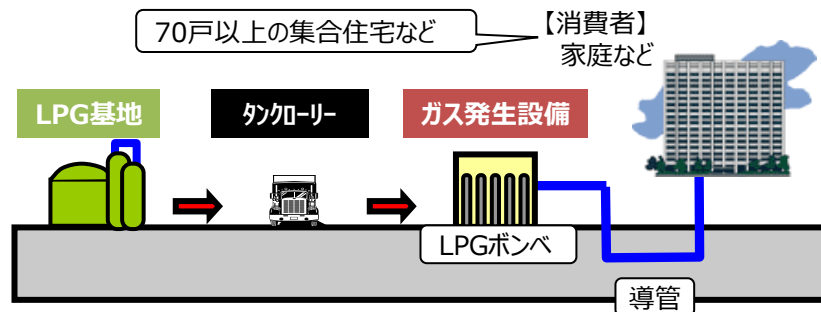 70戸以上の集合住宅など
【消費者】
家庭など
LPG基地
タンクローリー
ガス発生設備
LPGボンベ
導管